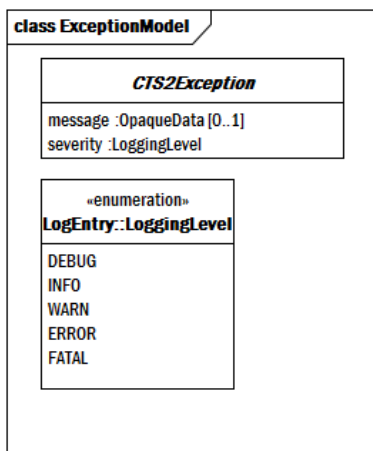 class ExceptionModel
CTS2Exception
message :OpaqueData [0..1]
severity :LoggingLevel
«enumeration»
LogEntry::LoggingLevel
DEBUG
INFO
WARN
ERROR
FATAL